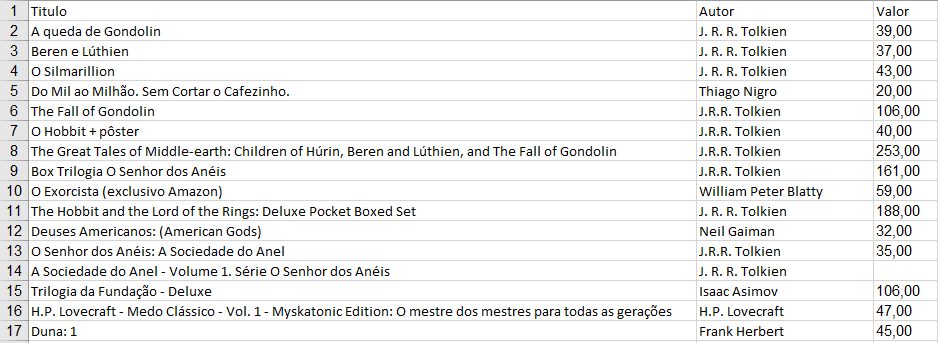 1 Titulo Autor Valor
2 A queda de Gondolin J. R. R. Tolkien 39,00
3 Beren e Lúthien J. R. R. Tolkien 37,00
4 O Silmarillion J. R. R. Tolkien 43,00
5 Do Mil ao Milhão. Sem Cortar o Cafezinho. Thiago Nigro 20,00
6 The Fall of Gondolin J.R.R. Tolkien 106,00
7 O Hobbit + pôster J.R.R. Tolkien 40,00
8 The Great Tales of Middle-earth: Children of Húrin, Beren and Lúthien, and The Fall of Gondolin J.R.R. Tolkien 253,00
9 Box Trilogia O Senhor dos Anéis J.R.R. Tolkien 161,00
10 O Exorcista (exclusivo Amazon) William Peter Blatty 59,00
11 The Hobbit and the Lord of the Rings: Deluxe Pocket Boxed Set J. R. R. Tolkien 188,00
12 Deuses Americanos: (American Gods) Neil Gaiman 32,00
13 O Senhor dos Anéis: A Sociedade do Anel J.R.R. Tolkien 35,00
14 A Sociedade do Anel - Volume 1. Série O Senhor dos Anéis J. R. R. Tolkien
15 Trilogia da Fundação - Deluxe Isaac Asimov 106,00
16 H.P. Lovecraft - Medo Clássico - Vol. 1 - Myskatonic Edition: O mestre dos mestres para todas as gerações H.P. Lovecraft 47,00
17 Duna: 1 Frank Herbert 45,00